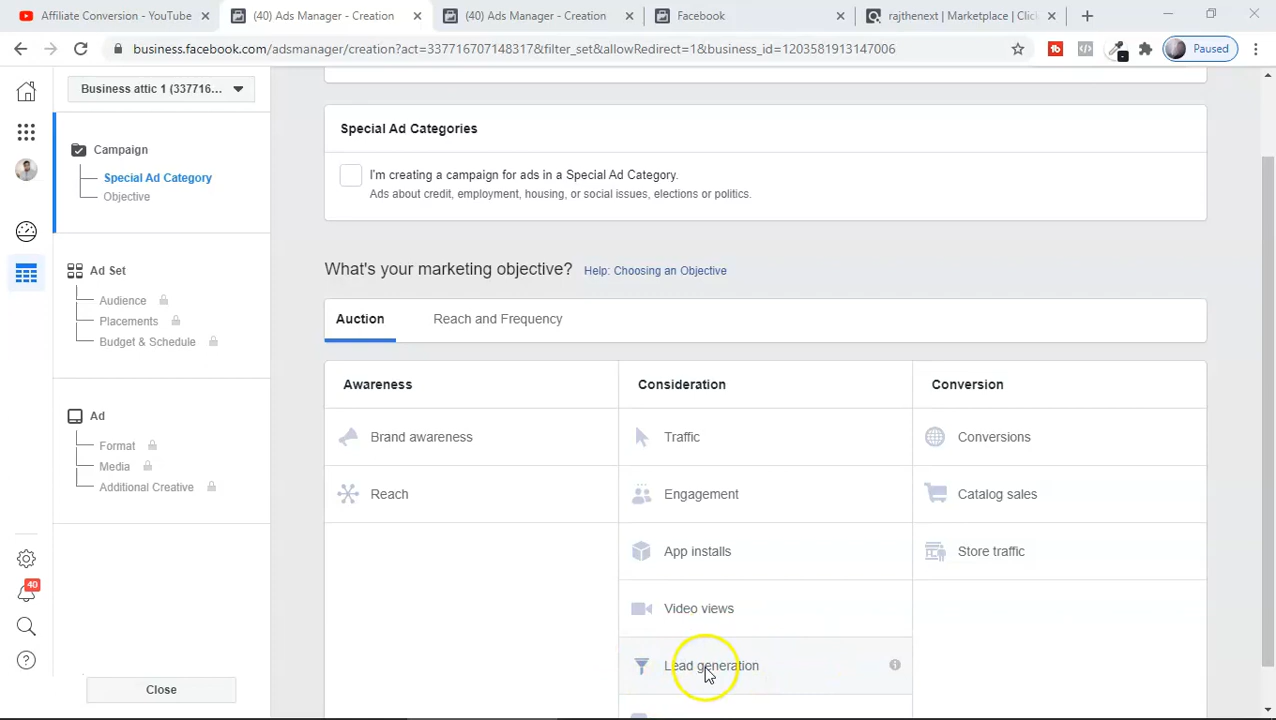 Affiliate Conversion - YouTube
(40) Ads Manager - Creation
(40) Ads Manager - Creation
Facebook
rajthenext | Marketplace | Click
business.facebook.com/adsmanager/creation?act=337716707148317&filter_set&allowRedirect=1&business_id=1203581913147006
Paused
Business attic 1 (337716...
Campaign
Special Ad Category
Objective
Ad Set
Audience
Placements
Budget & Schedule
Ad
Format
Media
Additional Creative
40
Close
Special Ad Categories
I'm creating a campaign for ads in a Special Ad Category.
Ads about credit, employment, housing, or social issues, elections or politics.
What's your marketing objective? Help: Choosing an Objective
Auction
Reach and Frequency
Awareness
Consideration
Conversion
Brand awareness
Traffic
Conversions
Reach
Engagement
Catalog sales
App installs
Store traffic
Video views
Lead generation